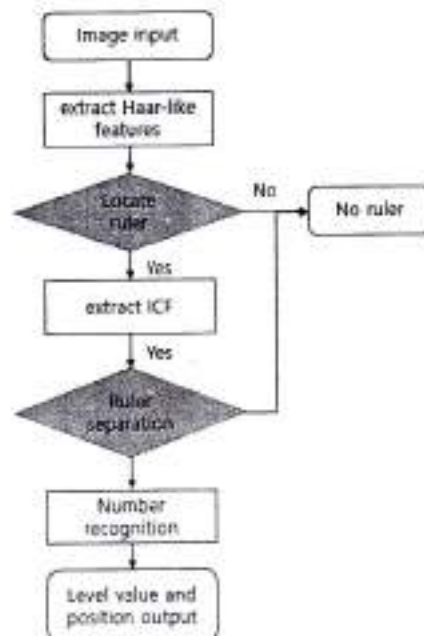 Image input
extract Haar-like
features
Locate
ruler
No
No ruler
Yes
extract ICF
Yes
Ruler
separation
Number
recognition
Level value and
position output